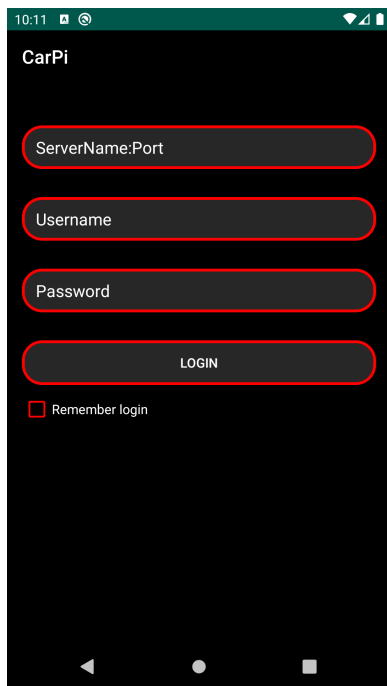 10:11
CarPi
ServerName:Port
Username
Password
LOGIN
Remember login